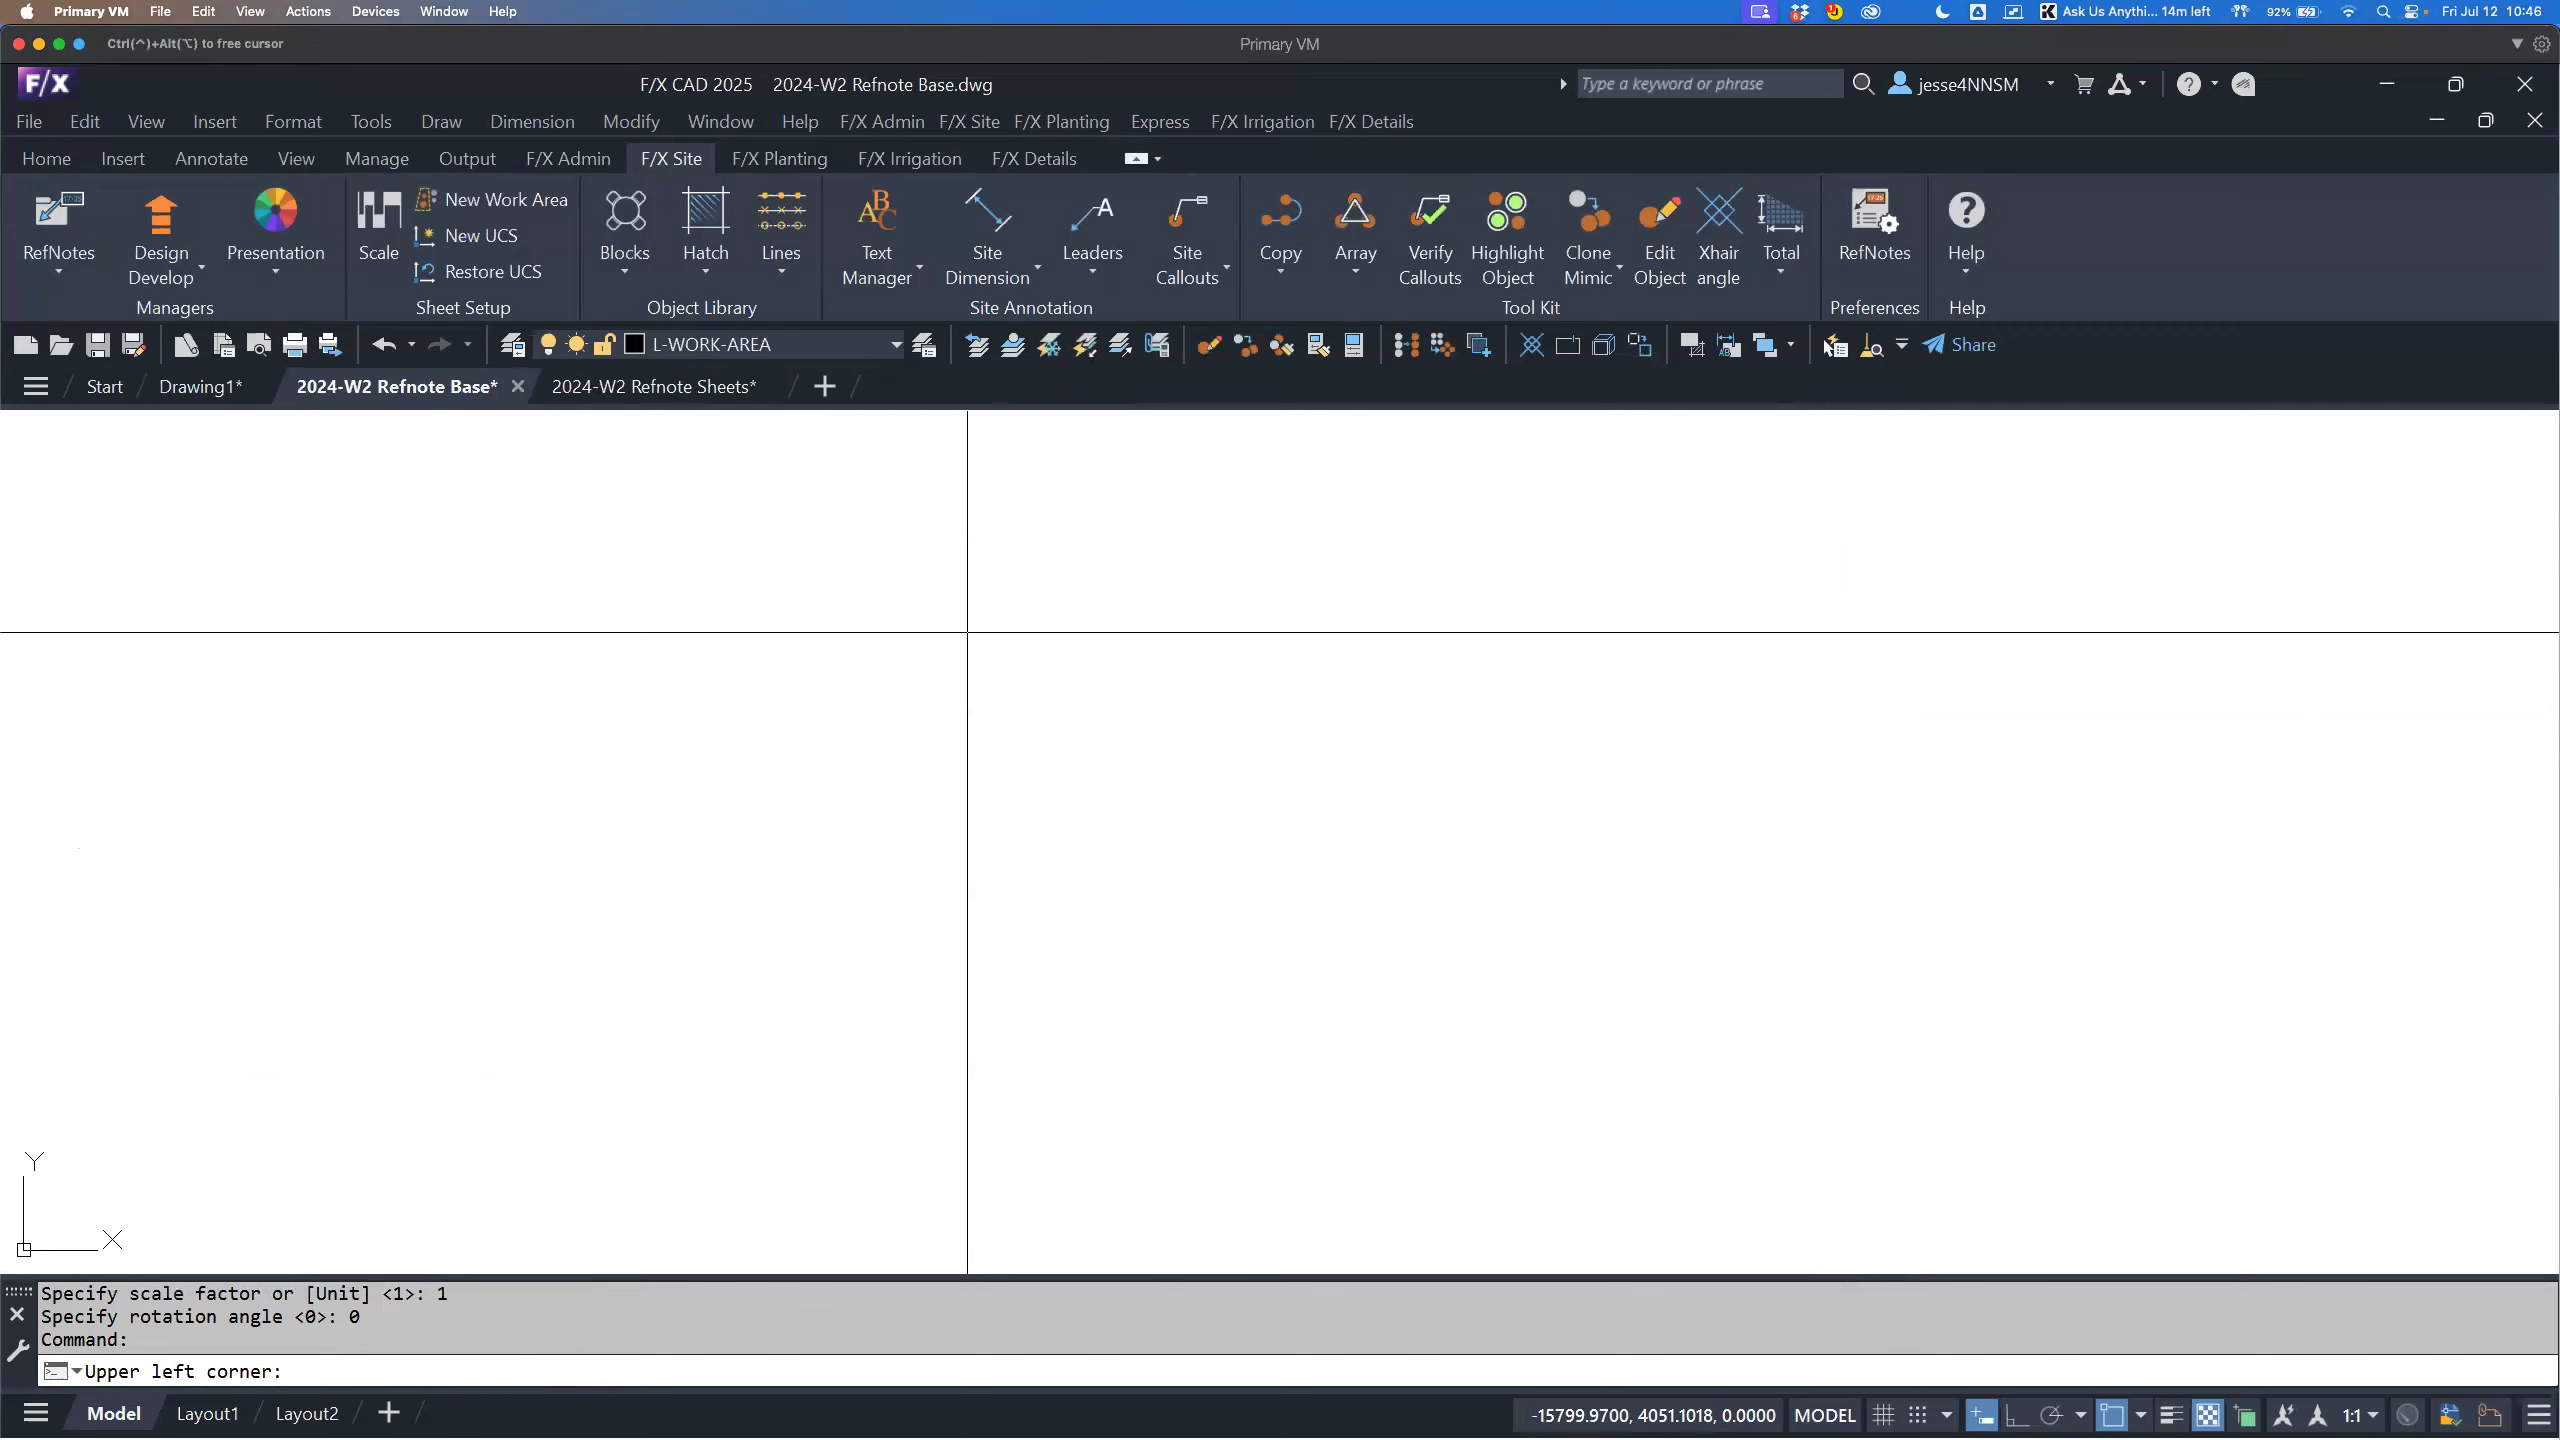 Primary VM File Edit View Actions Devices Window Help Ask Us Anythi... 14m left 92% Fri Jul 12 10:46
Ctrl(^)+Alt(⌥) to free cursor Primary VM
F/X F/X CAD 2025 2024-W2 Refnote Base.dwg Type a keyword or phrase jesse4NNSM
File Edit View Insert Format Tools Draw Dimension Modify Window Help F/X Admin F/X Site F/X Planting Express F/X Irrigation F/X Details
Home Insert Annotate View Manage Output F/X Admin F/X Site F/X Planting F/X Irrigation F/X Details
New Work Area
New UCS
Restore UCS
RefNotes Design Develop Presentation Scale Blocks Hatch Lines Text Manager Site Dimension Leaders Site Callouts Copy Array Verify Callouts Highlight Object Clone Mimic Edit Object Xhair angle Total RefNotes Help
Managers Sheet Setup Object Library Site Annotation Tool Kit Preferences Help
L-WORK-AREA Share
Start Drawing1* 2024-W2 Refnote Base* 2024-W2 Refnote Sheets*
Y
X
Specify scale factor or [Unit] <1>: 1
Specify rotation angle <0>: 0
Command:
Upper left corner:
Model Layout1 Layout2 -15799.9700, 4051.1018, 0.0000 MODEL 1:1